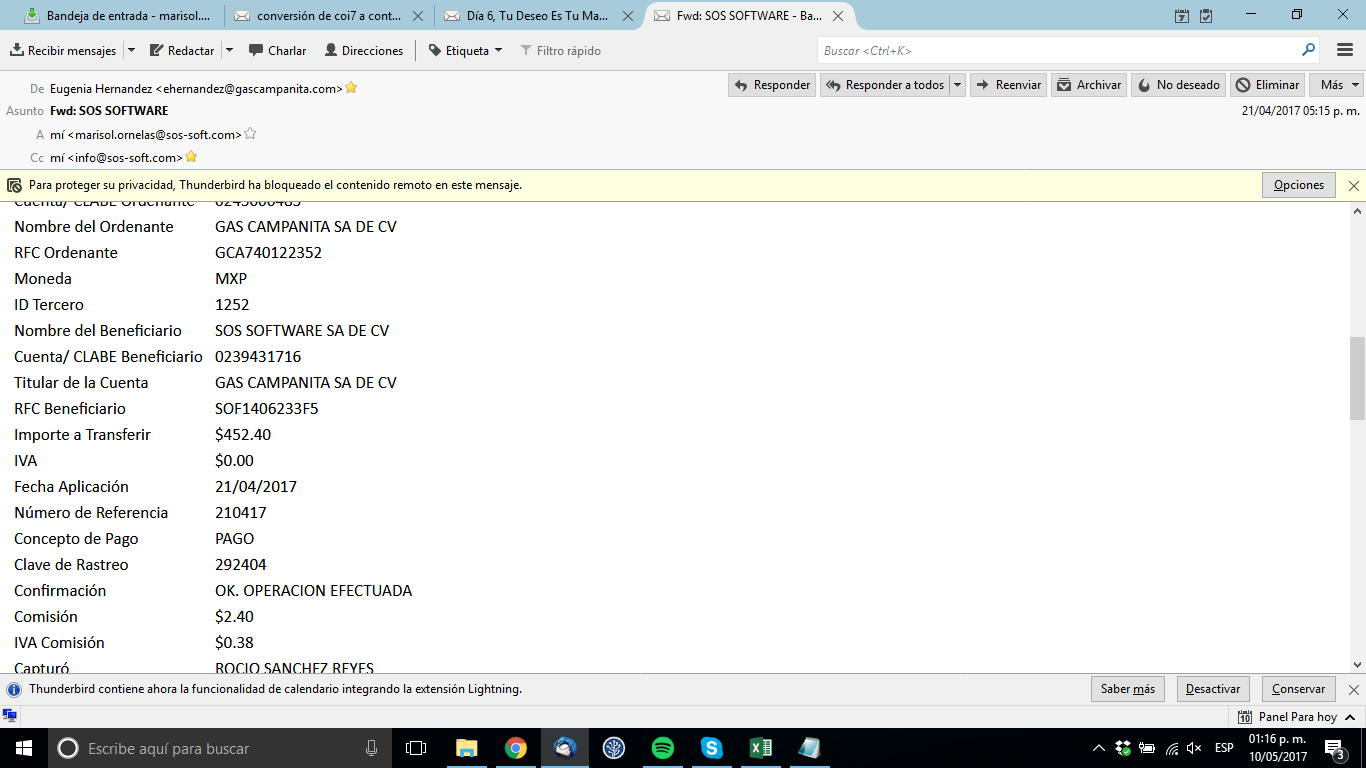 Bandeja de entrada - marisol....
conversión de coi7 a cont...
Día 6, Tu Deseo Es Tu Ma...
Fwd: SOS SOFTWARE - Ba...
Recibir mensajes
Redactar
Charlar
Direcciones
Etiqueta
Filtro rápido
Buscar <Ctrl+K>
De Eugenia Hernandez <ehernandez@gascampanita.com>
Responder
Responder a todos
Reenviar
Archivar
No deseado
Eliminar
Más
Asunto Fwd: SOS SOFTWARE
21/04/2017 05:15 p. m.
A mí <marisol.ornelas@sos-soft.com>
Cc mí <info@sos-soft.com>
Para proteger su privacidad, Thunderbird ha bloqueado el contenido remoto en este mensaje.
Opciones
Cuenta/ CLABE Ordenante
Nombre del Ordenante GAS CAMPANITA SA DE CV
RFC Ordenante GCA740122352
Moneda MXP
ID Tercero 1252
Nombre del Beneficiario SOS SOFTWARE SA DE CV
Cuenta/ CLABE Beneficiario 0239431716
Titular de la Cuenta GAS CAMPANITA SA DE CV
RFC Beneficiario SOF1406233F5
Importe a Transferir $452.40
IVA $0.00
Fecha Aplicación 21/04/2017
Número de Referencia 210417
Concepto de Pago PAGO
Clave de Rastreo 292404
Confirmación OK. OPERACION EFECTUADA
Comisión $2.40
IVA Comisión $0.38
Capturó ROCIO SANCHEZ REYES
Thunderbird contiene ahora la funcionalidad de calendario integrando la extensión Lightning.
Saber más
Desactivar
Conservar
10 Panel Para hoy
Escribe aquí para buscar
ESP
01:16 p. m.
10/05/2017
3